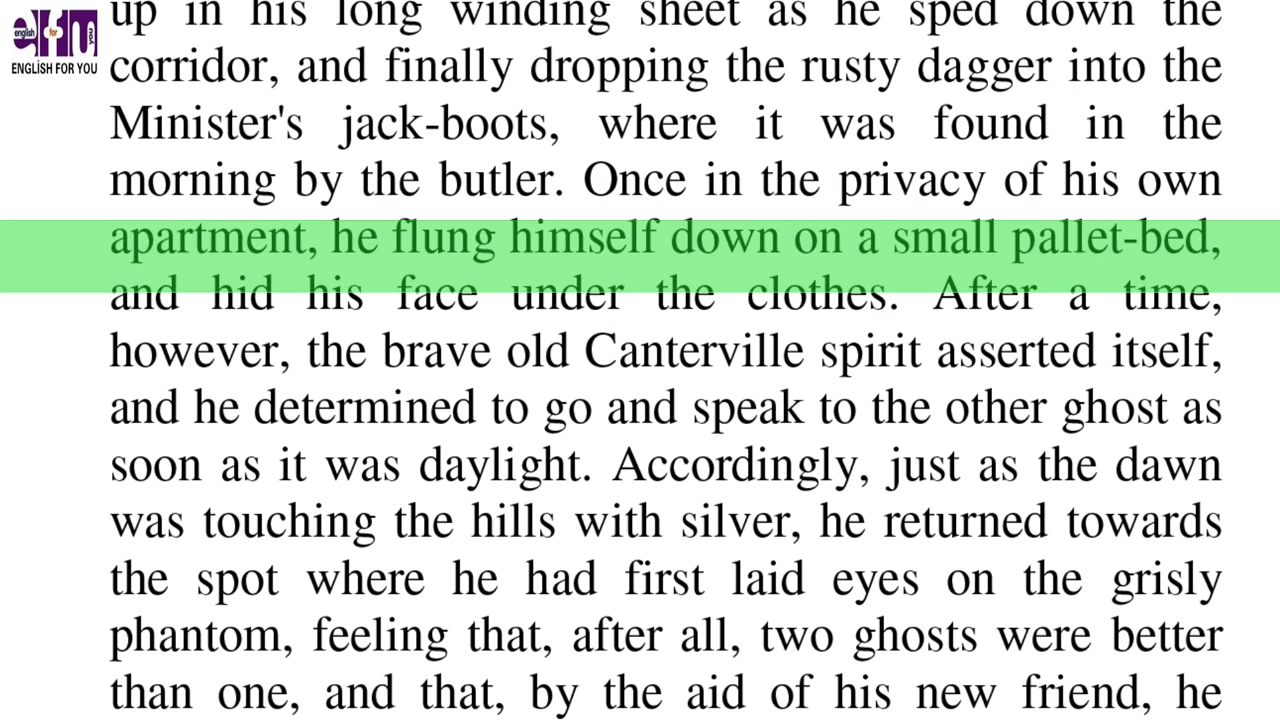 english for you
ENGLISH FOR YOU
up in his long winding sheet as he sped down the
corridor, and finally dropping the rusty dagger into the
Minister's jack-boots, where it was found in the
morning by the butler. Once in the privacy of his own
apartment, he flung himself down on a small pallet-bed,
and hid his face under the clothes. After a time,
however, the brave old Canterville spirit asserted itself,
and he determined to go and speak to the other ghost as
soon as it was daylight. Accordingly, just as the dawn
was touching the hills with silver, he returned towards
the spot where he had first laid eyes on the grisly
phantom, feeling that, after all, two ghosts were better
than one, and that, by the aid of his new friend, he